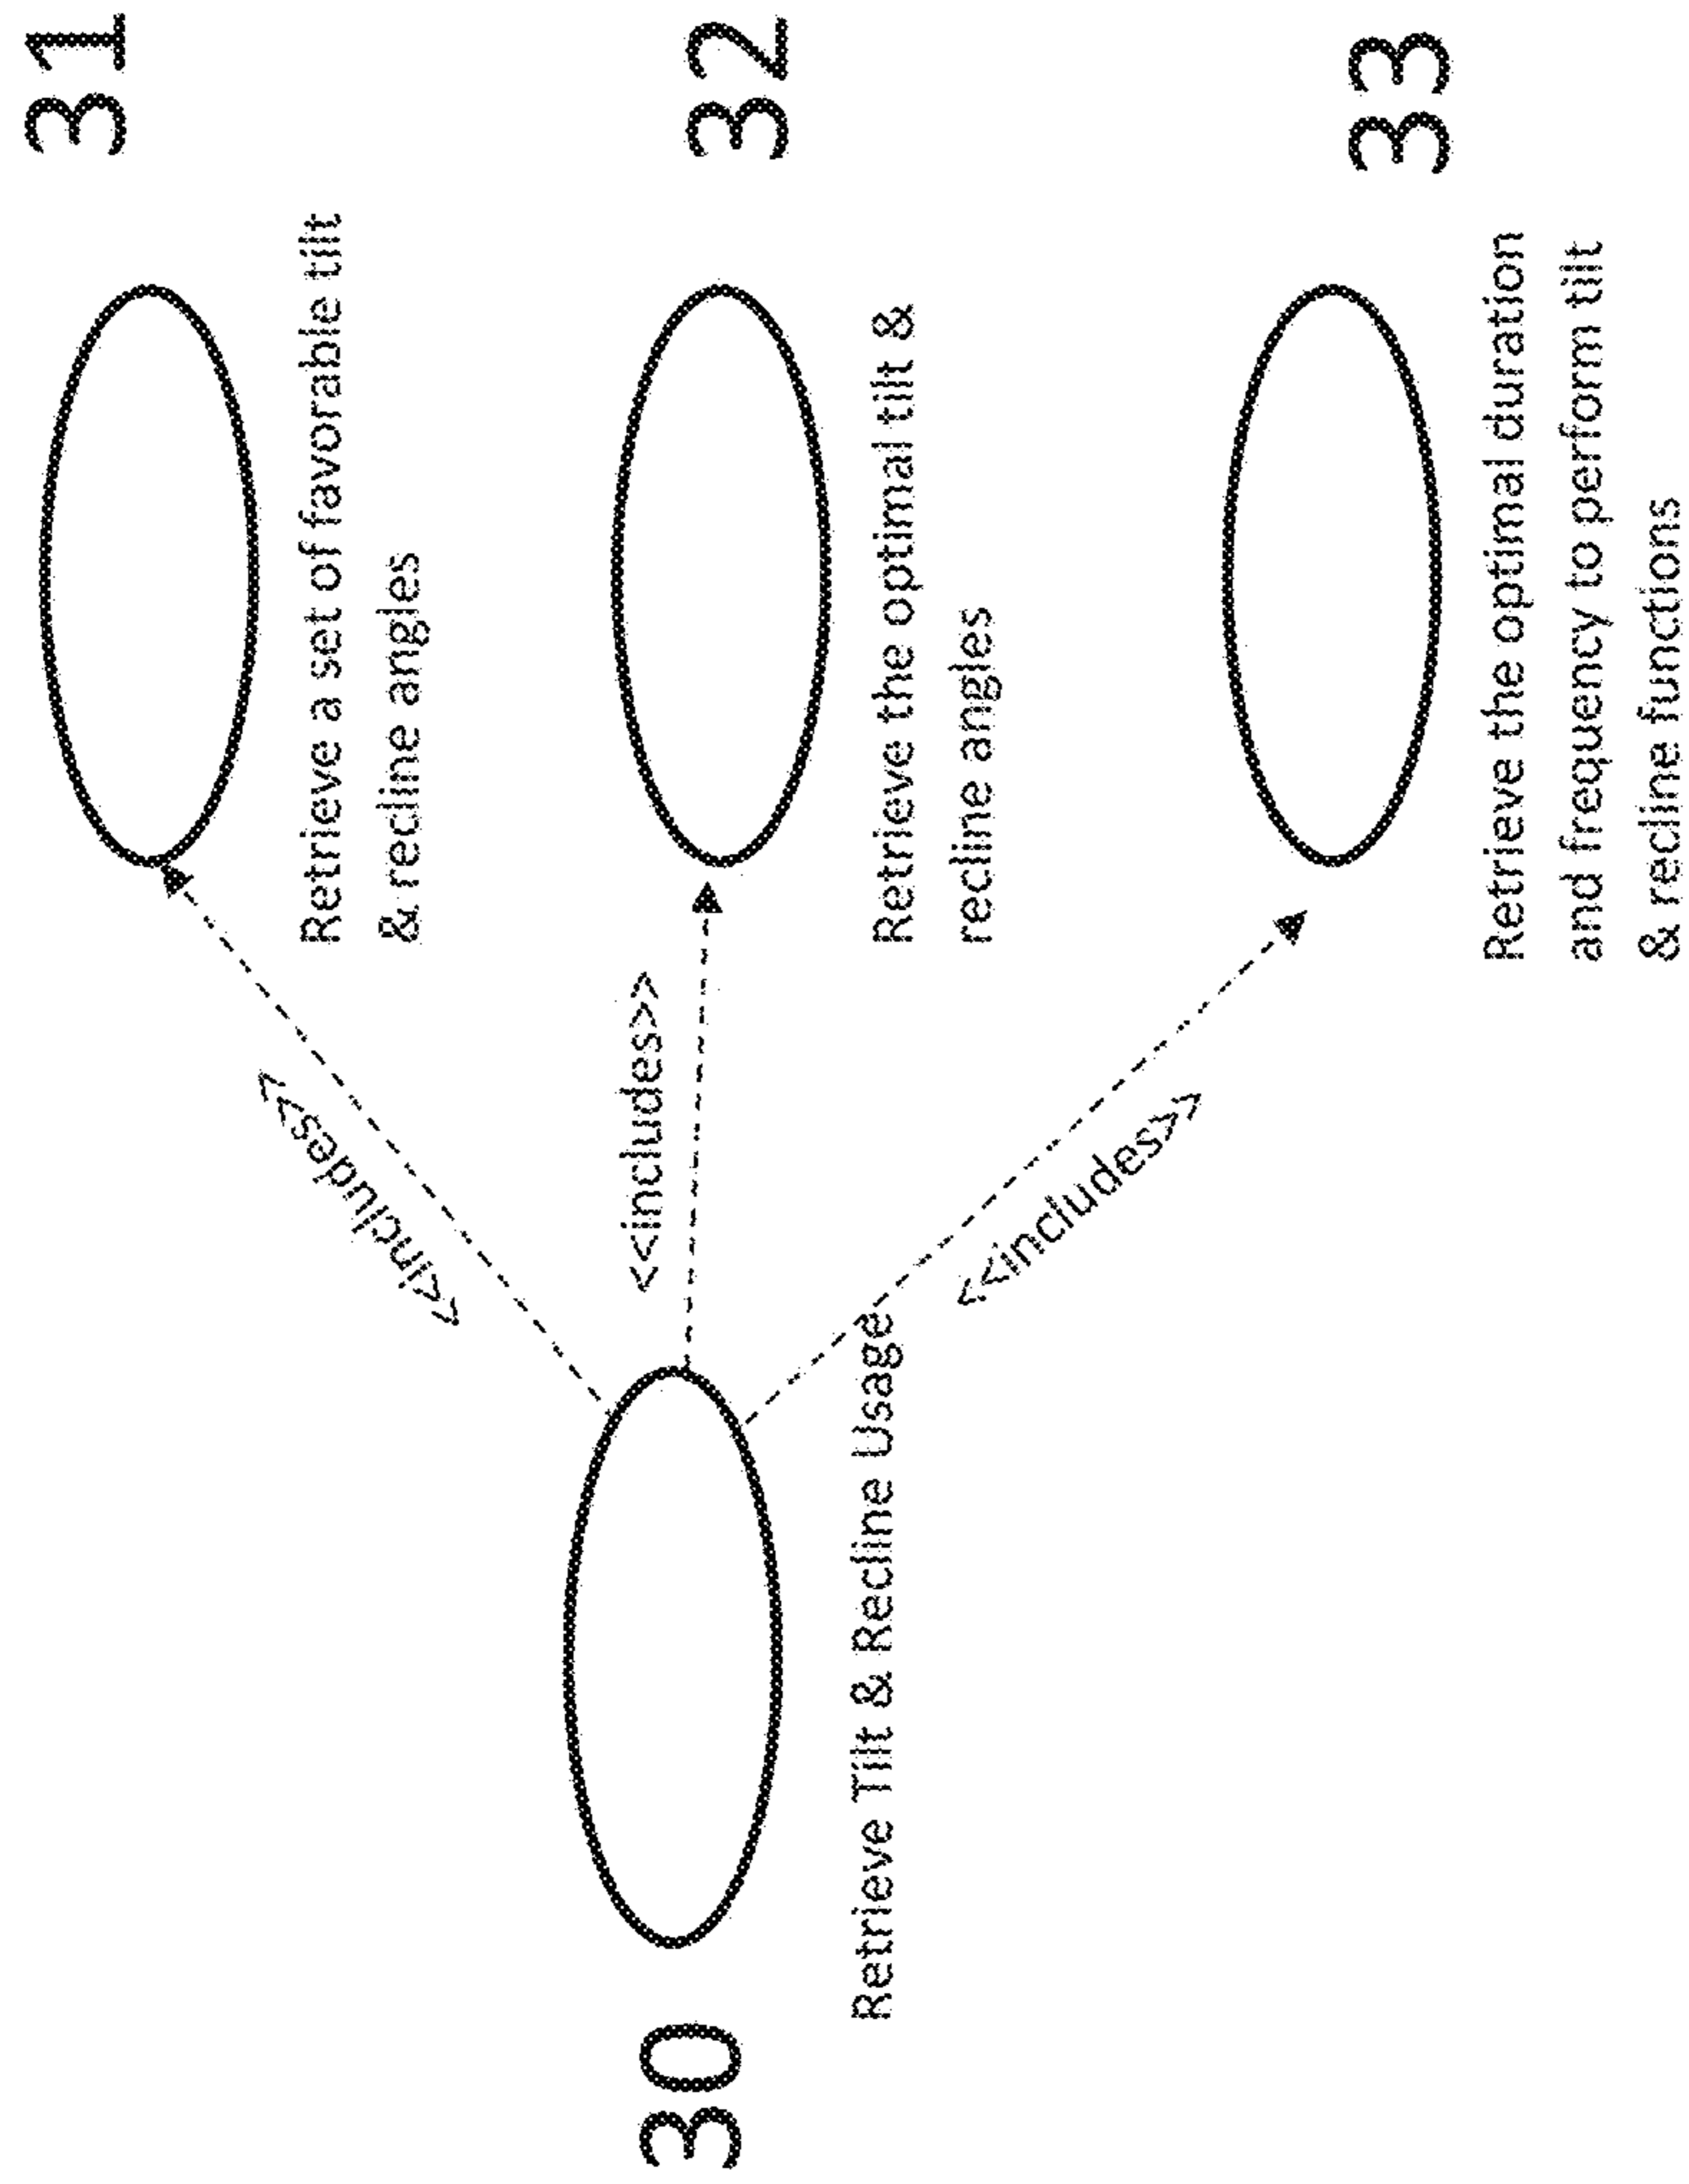 31
Retrieve a set of favorable tilt
& recline angles
<<includes>>
32
<<includes>>
Retrieve the optimal tilt &
recline angles
30
Retrieve Tilt & Recline Usage
<<includes>>
33
Retrieve the optimal duration
and frequency to perform tilt
& recline functions